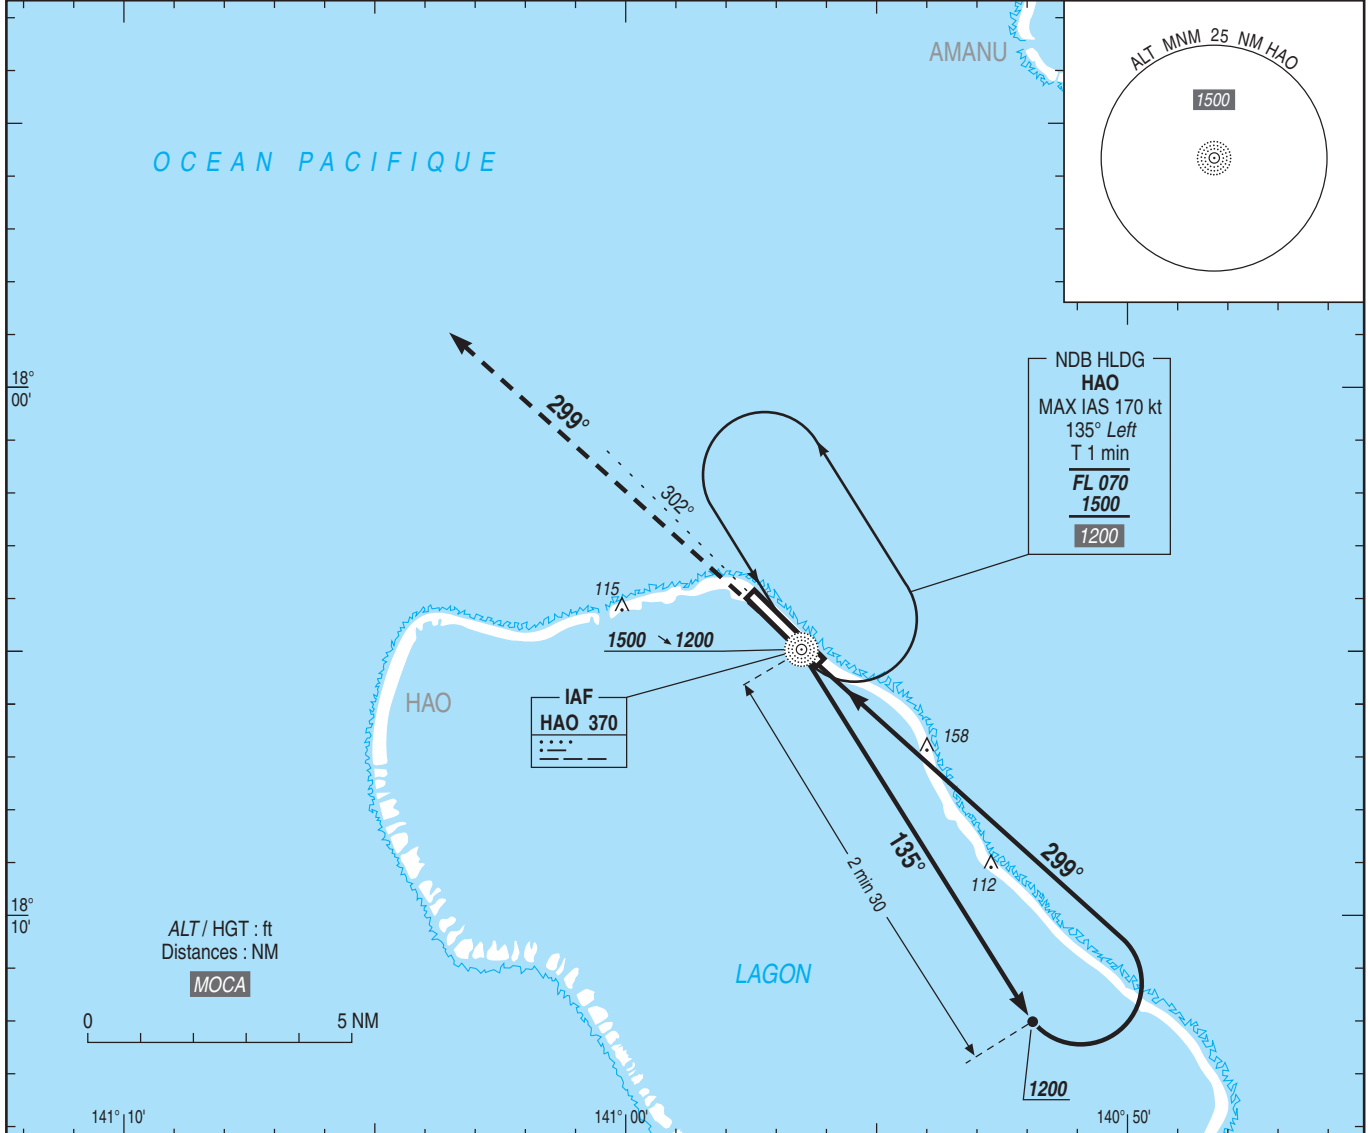 AMANU
ALT MNM 25 NM HAO
1500
OCEAN PACIFIQUE
NDB HLDG
HAO
MAX IAS 170 kt
135° Left
T 1 min
FL 070
1500
1200
18°
00'
299°
302°
115
1500 ↘ 1200
HAO
IAF
HAO 370
158
135°
2 min 30
299°
112
18°
10'
ALT / HGT : ft
Distances : NM
MOCA
LAGON
0 5 NM
1200
141° 10'
141° 00'
140° 50'